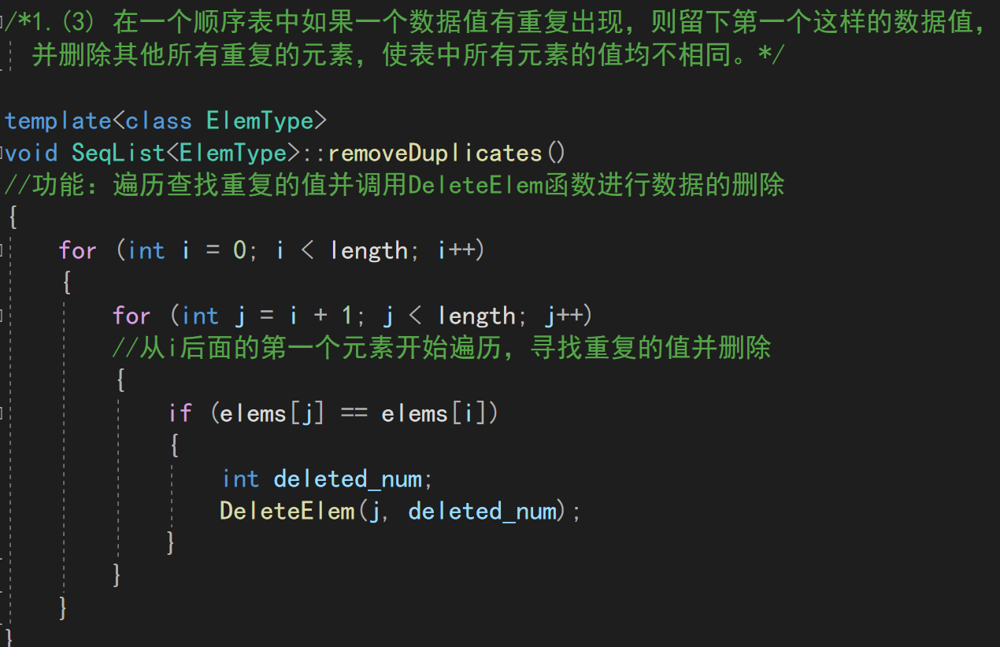 /*1.(3) 在一个顺序表中如果一个数据值有重复出现，则留下第一个这样的数据值，
并删除其他所有重复的元素，使表中所有元素的值均不相同。*/
template<class ElemType>
void SeqList<ElemType>::removeDuplicates()
//功能：遍历查找重复的值并调用DeleteElem函数进行数据的删除
{
for (int i = 0; i < length; i++)
{
for (int j = i + 1; j < length; j++)
//从i后面的第一个元素开始遍历，寻找重复的值并删除
{
if (elems[j] == elems[i])
{
int deleted_num;
DeleteElem(j, deleted_num);
}
}
}
}